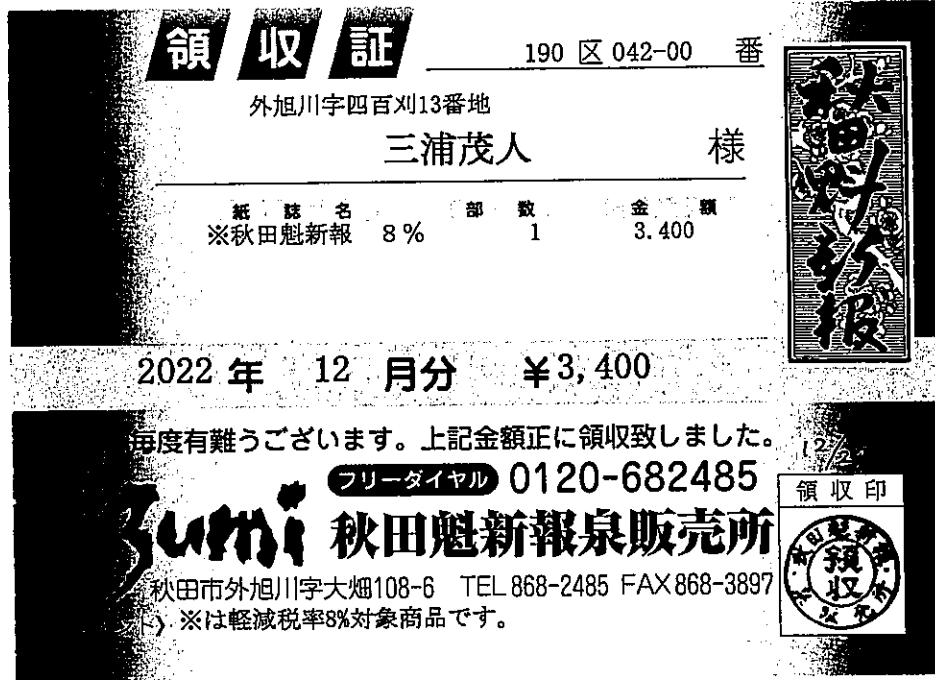 領収証
190 区 042-00 番
外旭川字四百刈13番地
三浦茂人 様
紙誌名 部数 金額
※秋田魁新報 8% 1 3.400
秋田魁新報
2022 年 12 月分 ¥3,400
毎度有難うございます。上記金額正に領収致しました。
フリーダイヤル 0120-682485
zumi 秋田魁新報泉販売所
秋田市外旭川字大畑108-6 TEL 868-2485 FAX 868-3897
※は軽減税率8%対象商品です。
領収印
領収